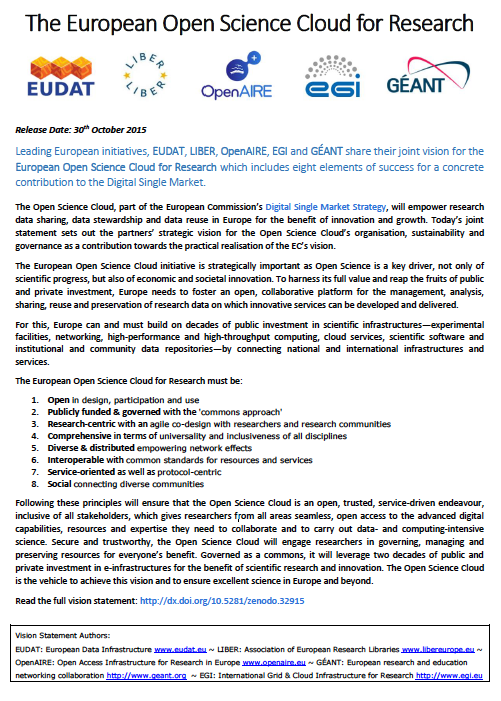 The European Open Science Cloud for Research
EUDAT
LIBER
LIBER
OpenAIRE
egi
GÉANT
Release Date: 30th October 2015
Leading European initiatives, EUDAT, LIBER, OpenAIRE, EGI and GÉANT share their joint vision for the
European Open Science Cloud for Research which includes eight elements of success for a concrete
contribution to the Digital Single Market.
The Open Science Cloud, part of the European Commission's Digital Single Market Strategy, will empower research
data sharing, data stewardship and data reuse in Europe for the benefit of innovation and growth. Today's joint
statement sets out the partners' strategic vision for the Open Science Cloud's organisation, sustainability and
governance as a contribution towards the practical realisation of the EC's vision.
The European Open Science Cloud initiative is strategically important as Open Science is a key driver, not only of
scientific progress, but also of economic and societal innovation. To harness its full value and reap the fruits of public
and private investment, Europe needs to foster an open, collaborative platform for the management, analysis,
sharing, reuse and preservation of research data on which innovative services can be developed and delivered.
For this, Europe can and must build on decades of public investment in scientific infrastructures—experimental
facilities, networking, high-performance and high-throughput computing, cloud services, scientific software and
institutional and community data repositories—by connecting national and international infrastructures and
services.
The European Open Science Cloud for Research must be:
1. Open in design, participation and use
2. Publicly funded & governed with the 'commons approach'
3. Research-centric with an agile co-design with researchers and research communities
4. Comprehensive in terms of universality and inclusiveness of all disciplines
5. Diverse & distributed empowering network effects
6. Interoperable with common standards for resources and services
7. Service-oriented as well as protocol-centric
8. Social connecting diverse communities
Following these principles will ensure that the Open Science Cloud is an open, trusted, service-driven endeavour,
inclusive of all stakeholders, which gives researchers from all areas seamless, open access to the advanced digital
capabilities, resources and expertise they need to collaborate and to carry out data- and computing-intensive
science. Secure and trustworthy, the Open Science Cloud will engage researchers in governing, managing and
preserving resources for everyone's benefit. Governed as a commons, it will leverage two decades of public and
private investment in e-infrastructures for the benefit of scientific research and innovation. The Open Science Cloud
is the vehicle to achieve this vision and to ensure excellent science in Europe and beyond.
Read the full vision statement: http://dx.doi.org/10.5281/zenodo.32915
Vision Statement Authors:
EUDAT: European Data Infrastructure www.eudat.eu ~ LIBER: Association of European Research Libraries www.libereurope.eu ~
OpenAIRE: Open Access Infrastructure for Research in Europe www.openaire.eu ~ GÉANT: European research and education
networking collaboration http://www.geant.org ~ EGI: International Grid & Cloud Infrastructure for Research http://www.egi.eu